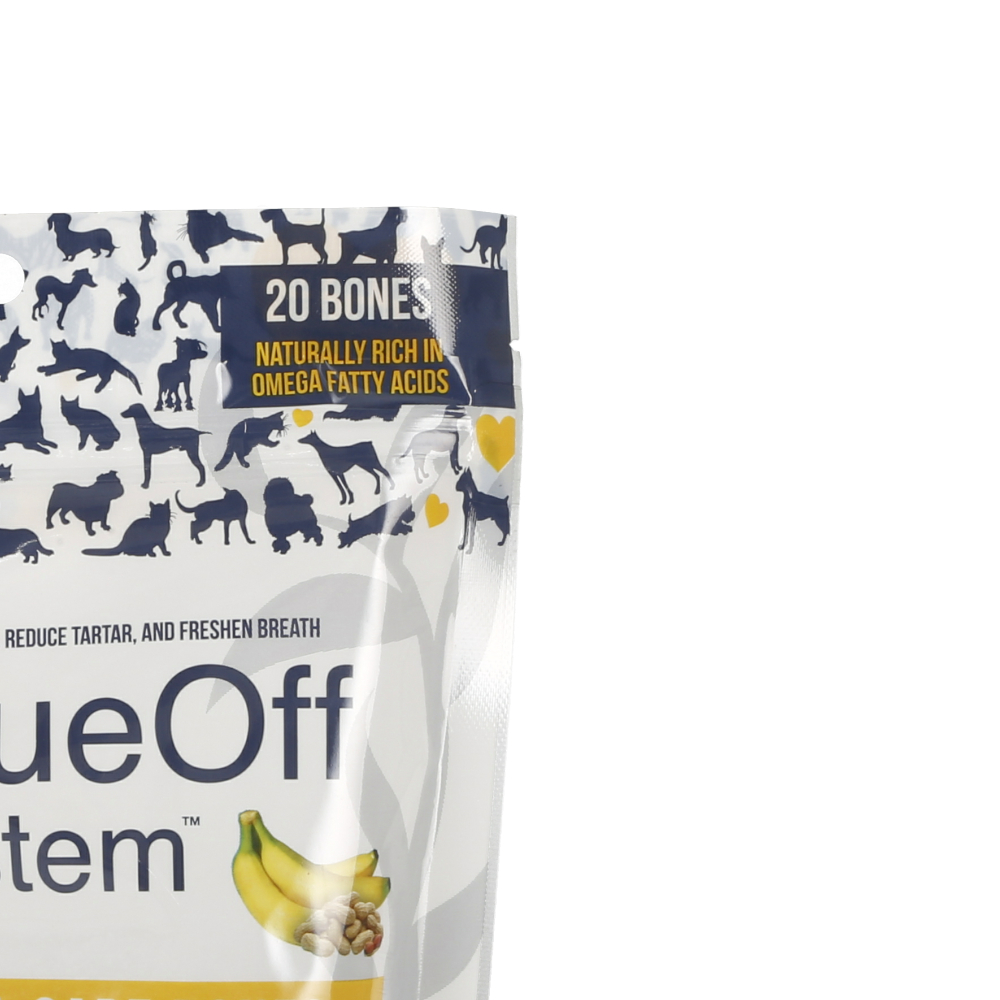 20 BONES
NATURALLY RICH IN
OMEGA FATTY ACIDS
REDUCE TARTAR, AND FRESHEN BREATH
ueOff
stem™